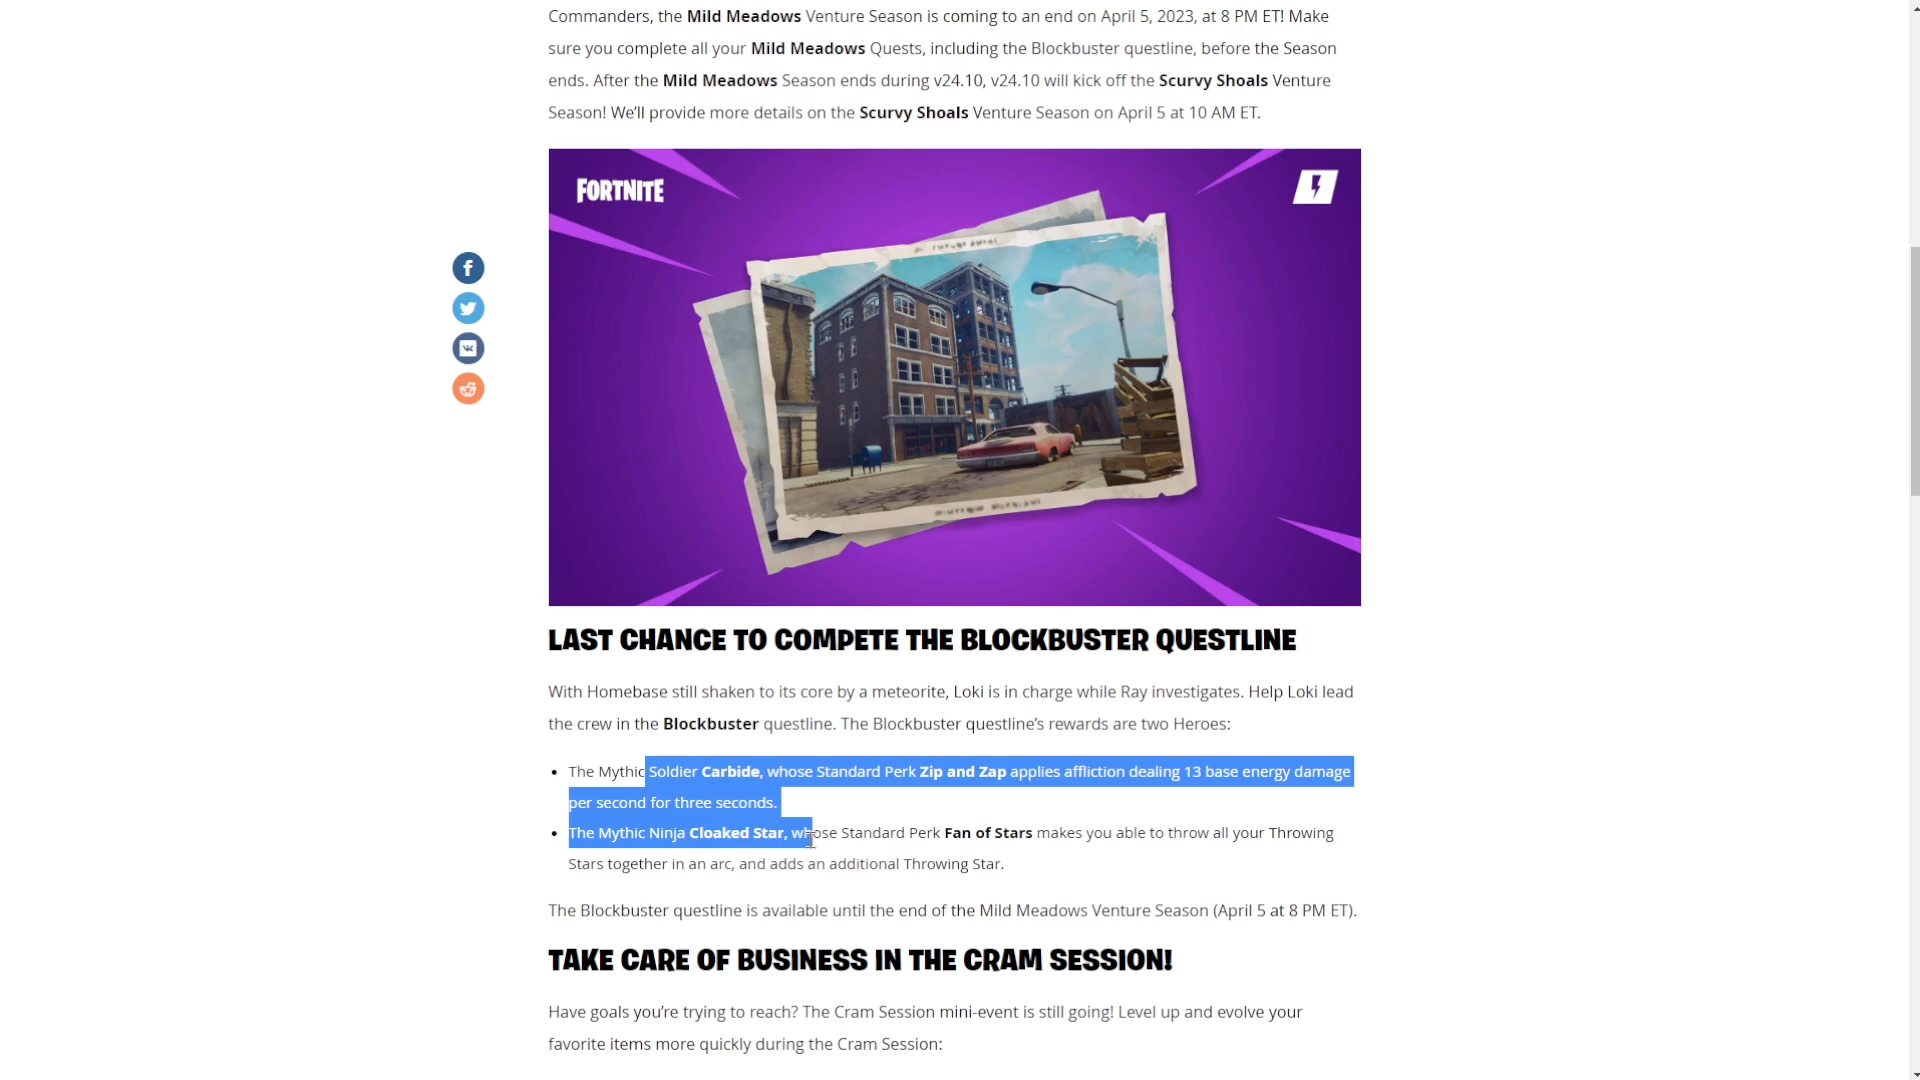 Commanders, the Mild Meadows Venture Season is coming to an end on April 5, 2023, at 8 PM ET! Make
sure you complete all your Mild Meadows Quests, including the Blockbuster questline, before the Season
ends. After the Mild Meadows Season ends during v24.10, v24.10 will kick off the Scurvy Shoals Venture
Season! We’ll provide more details on the Scurvy Shoals Venture Season on April 5 at 10 AM ET.
FORTNITE
LAST CHANCE TO COMPETE THE BLOCKBUSTER QUESTLINE
With Homebase still shaken to its core by a meteorite, Loki is in charge while Ray investigates. Help Loki lead
the crew in the Blockbuster questline. The Blockbuster questline’s rewards are two Heroes:
• The Mythic Soldier Carbide, whose Standard Perk Zip and Zap applies affliction dealing 13 base energy damage
per second for three seconds.
• The Mythic Ninja Cloaked Star, whose Standard Perk Fan of Stars makes you able to throw all your Throwing
Stars together in an arc, and adds an additional Throwing Star.
The Blockbuster questline is available until the end of the Mild Meadows Venture Season (April 5 at 8 PM ET).
TAKE CARE OF BUSINESS IN THE CRAM SESSION!
Have goals you’re trying to reach? The Cram Session mini-event is still going! Level up and evolve your
favorite items more quickly during the Cram Session: